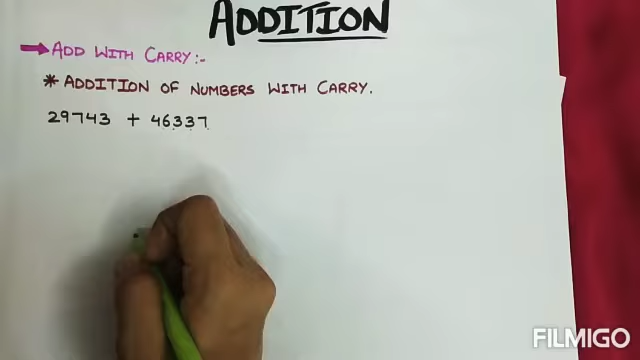 ADDITION
→ ADD WITH CARRY:-
* ADDITION OF NUMBERS WITH CARRY.
29743 + 46337
FILMIGO